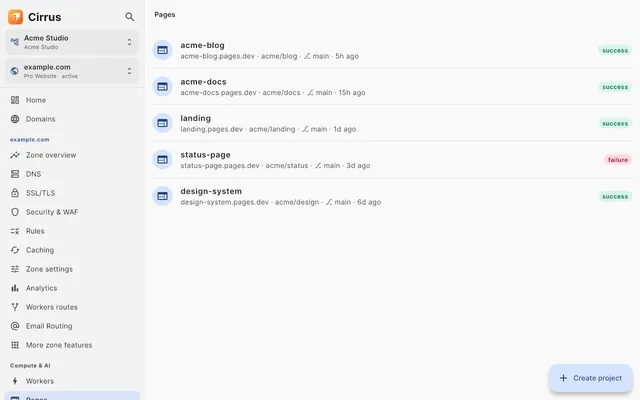 Cirrus
Acme Studio
Acme Studio
example.com
Pro Website · active
Home
Domains
example.com
Zone overview
DNS
SSL/TLS
Security & WAF
Rules
Caching
Zone settings
Analytics
Workers routes
Email Routing
More zone features
Compute & AI
Workers
Pages
Pages
acme-blog
acme-blog.pages.dev · acme/blog · ⎇ main · 5h ago
success
acme-docs
acme-docs.pages.dev · acme/docs · ⎇ main · 15h ago
success
landing
landing.pages.dev · acme/landing · ⎇ main · 1d ago
success
status-page
status-page.pages.dev · acme/status · ⎇ main · 3d ago
failure
design-system
design-system.pages.dev · acme/design · ⎇ main · 6d ago
success
Create project